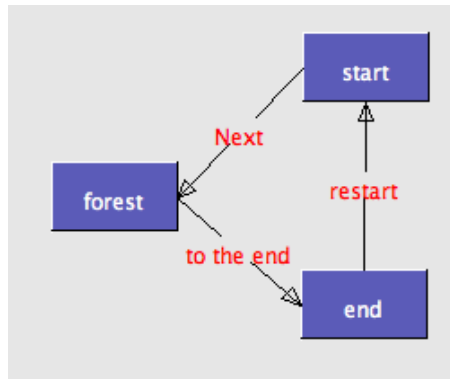 start
Next
forest
restart
to the end
end